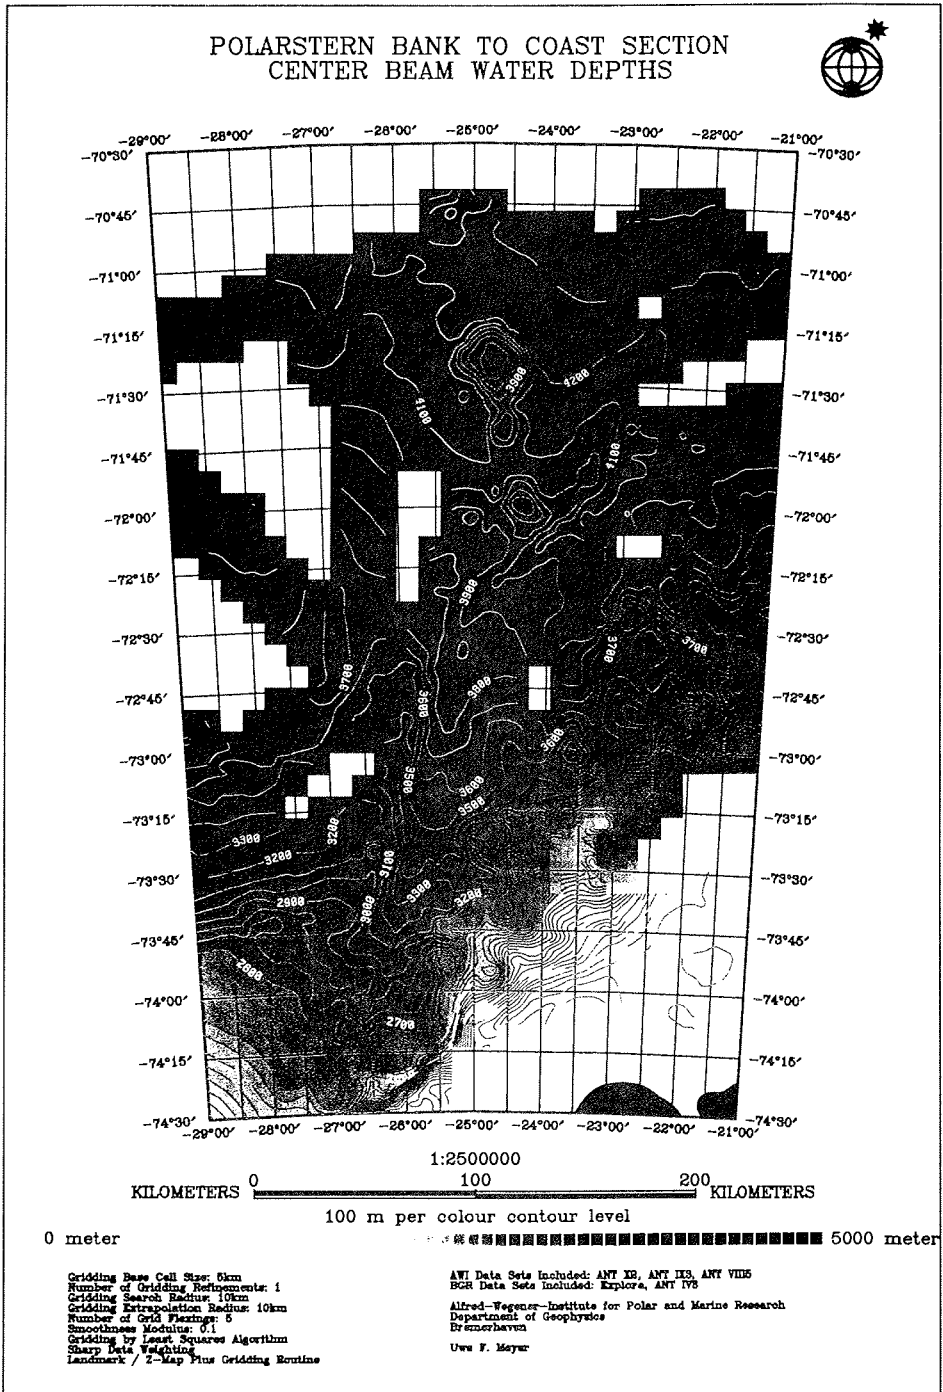 POLARSTERN BANK TO COAST SECTION
CENTER BEAM WATER DEPTHS
-29°00′ -28°00′ -27°00′ -26°00′ -25°00′ -24°00′ -23°00′ -22°00′ -21°00′
-70°30′ -70°30′
-70°45′ -70°45′
-71°00′ -71°00′
-71°15′ -71°15′
3900 4200
-71°30′ -71°30′
4100
4100
-71°45′ -71°45′
-72°00′ -72°00′
-72°15′ -72°15′
3900
-72°30′ -72°30′
3700 3700
3700
-72°45′ -72°45′
3600 3800
3600
-73°00′ -73°00′
3500 3600
3500
-73°15′ -73°15′
3300 3200
3200 3100
-73°30′ -73°30′
2900 3000 3300 3200
-73°45′ -73°45′
2800
-74°00′ -74°00′
2700
-74°15′ -74°15′
-74°30′ -74°30′
-29°00′ -28°00′ -27°00′ -26°00′ -25°00′ -24°00′ -23°00′ -22°00′ -21°00′
1:2500000
0 100 200
KILOMETERS KILOMETERS
100 m per colour contour level
0 meter 5000 meter
Gridding Base Cell Size: 5km
Number of Gridding Refinements: 1
Gridding Search Radius: 10km
Gridding Extrapolation Radius: 10km
Number of Grid Flexings: 5
Smoothness Modulus: 0.1
Gridding by Least Squares Algorithm
Sharp Data Weighting
Landmark / Z-Map Plus Gridding Routine
AWI Data Sets Included: ANT XII, ANT IX3, ANT VIII5
BGR Data Sets Included: Explora, ANT IV3
Alfred-Wegener-Institute for Polar and Marine Research
Department of Geophysics
Bremerhaven
Uwe F. Meyer